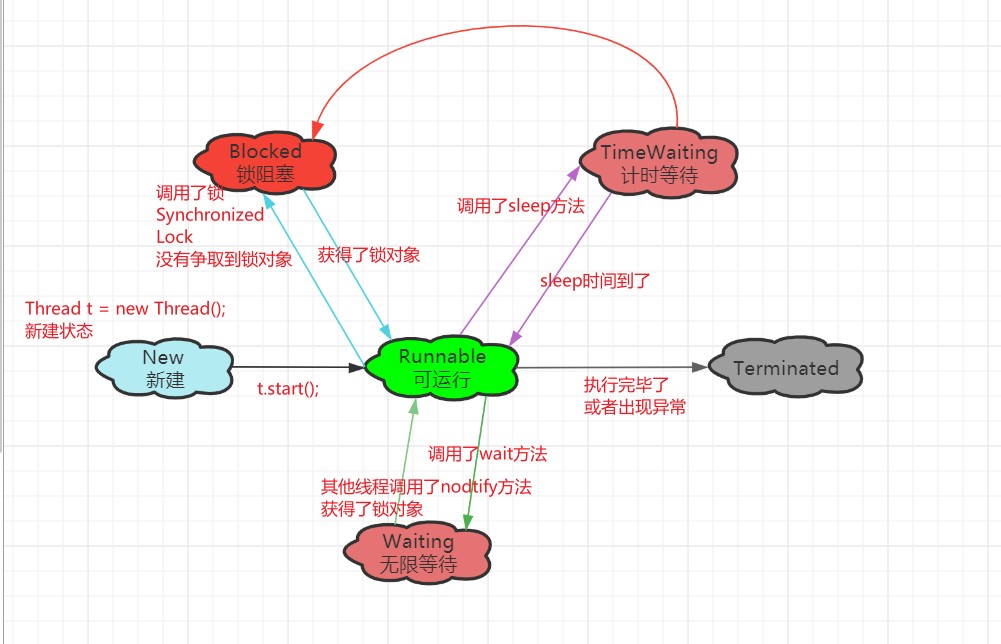 Blocked
锁阻塞
TimeWaiting
计时等待
调用了锁
Synchronized
Lock
没有争取到锁对象
调用了sleep方法
获得了锁对象
sleep时间到了
Thread t = new Thread();
新建状态
New
新建
t.start();
Runnable
可运行
Terminated
执行完毕了
或者出现异常
调用了wait方法
其他线程调用了nodtify方法
获得了锁对象
Waiting
无限等待